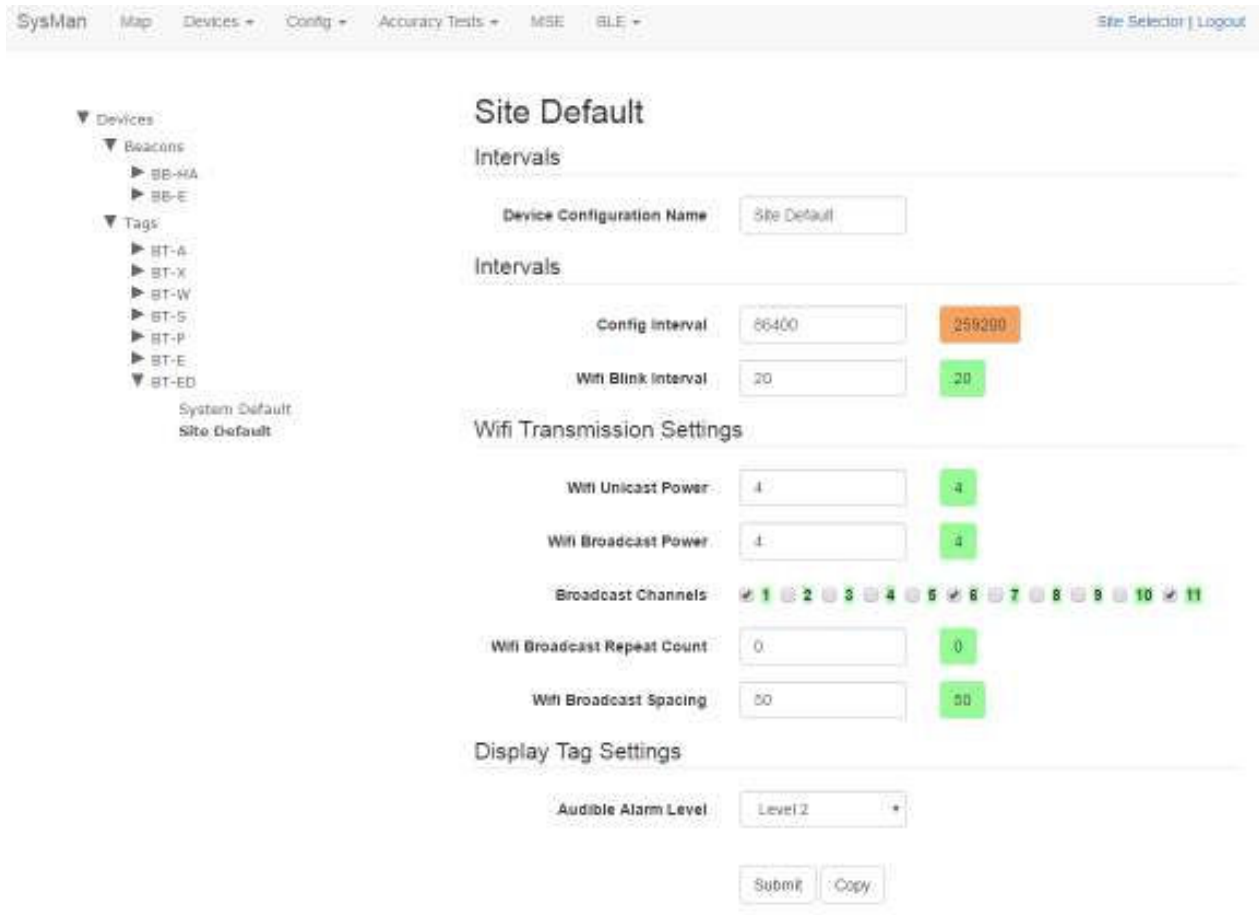 SysMan Map Devices Config Accuracy Tests MSE BLE Site Selector | Logout
Devices
Beacons
BB-HA
BB-E
Tags
BT-A
BT-X
BT-W
BT-S
BT-P
BT-E
BT-ED
System Default
Site Default
Site Default
Intervals
Device Configuration Name Site Default
Intervals
Config Interval 86400 259200
Wifi Blink Interval 20 20
Wifi Transmission Settings
Wifi Unicast Power 4 4
Wifi Broadcast Power 4 4
Broadcast Channels 1 2 3 4 5 6 7 8 9 10 11
Wifi Broadcast Repeat Count 0 0
Wifi Broadcast Spacing 50 50
Display Tag Settings
Audible Alarm Level Level 2
Submit Copy